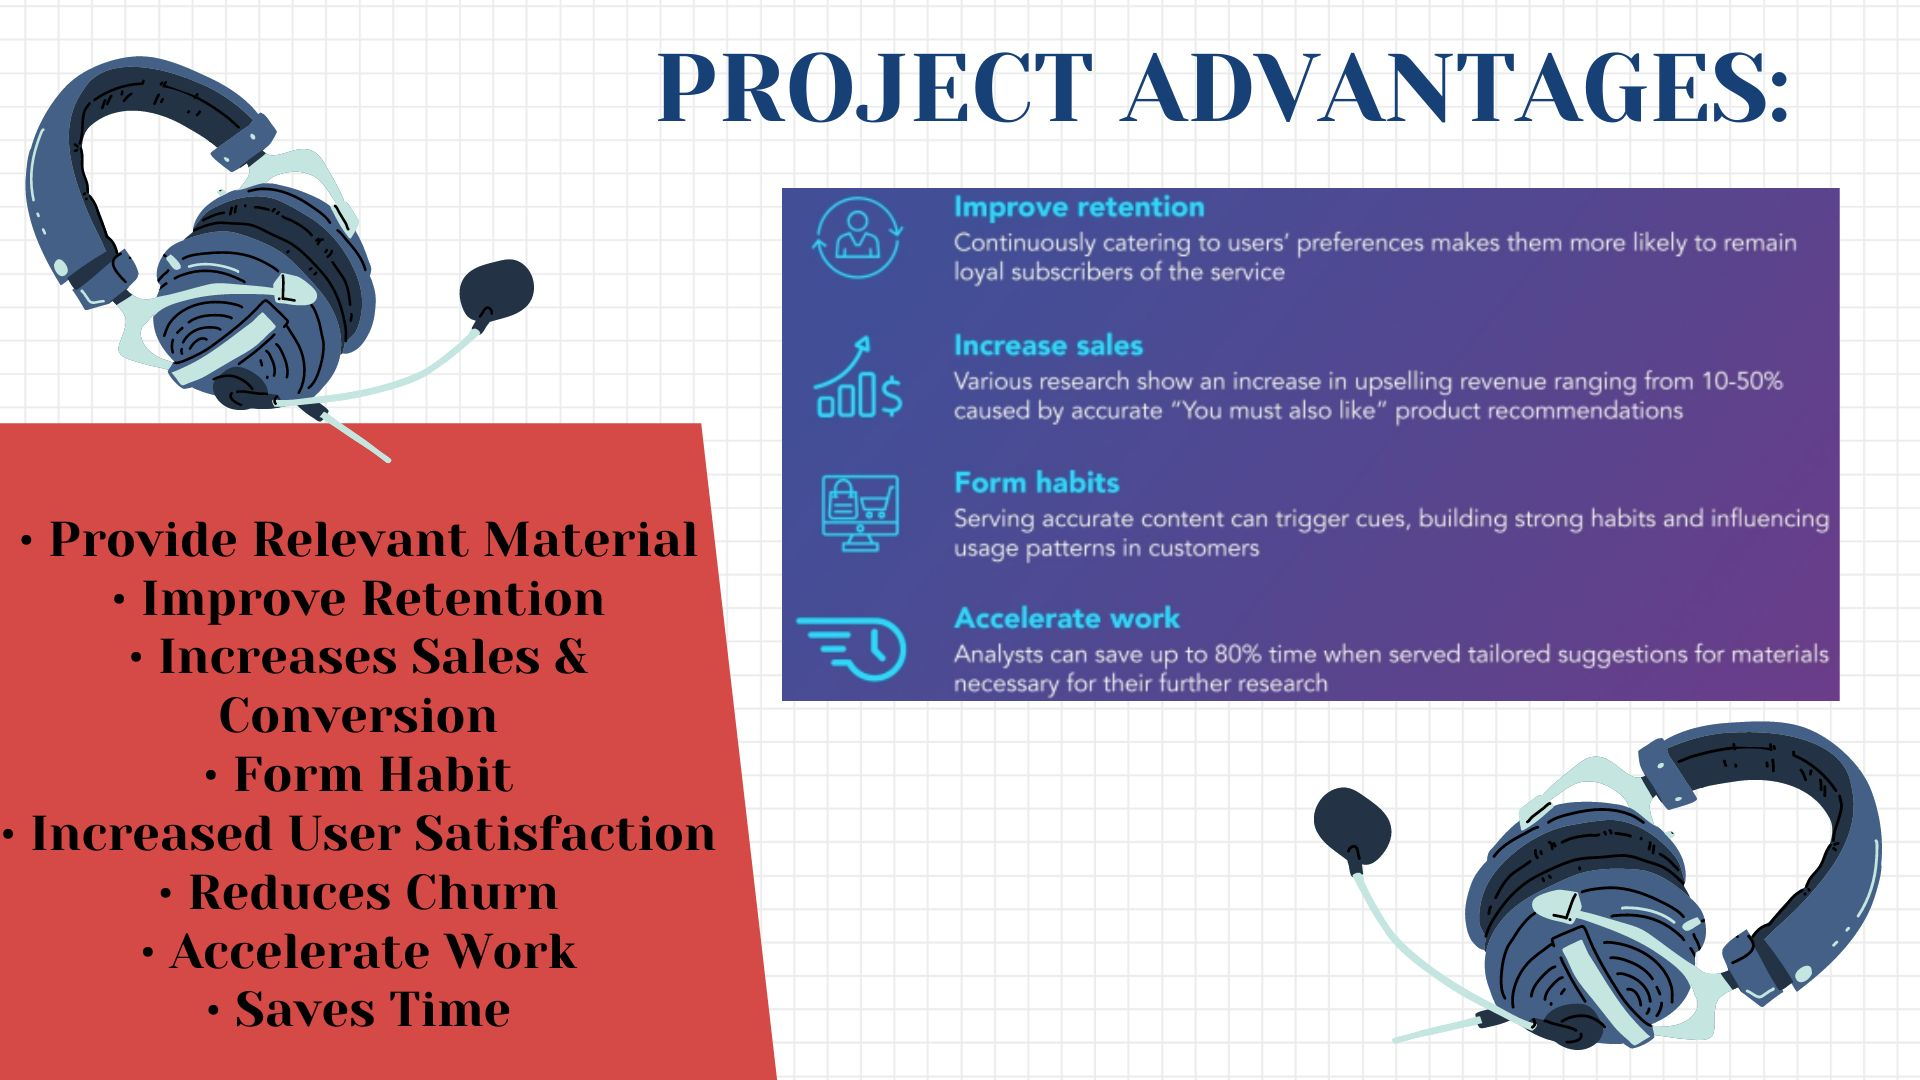 PROJECT ADVANTAGES:
Improve retention
Continuously catering to users’ preferences makes them more likely to remain
loyal subscribers of the service
Increase sales
Various research show an increase in upselling revenue ranging from 10-50%
caused by accurate “You must also like” product recommendations
Form habits
Serving accurate content can trigger cues, building strong habits and influencing
usage patterns in customers
Accelerate work
Analysts can save up to 80% time when served tailored suggestions for materials
necessary for their further research
• Provide Relevant Material
• Improve Retention
• Increases Sales &
Conversion
• Form Habit
• Increased User Satisfaction
• Reduces Churn
• Accelerate Work
• Saves Time